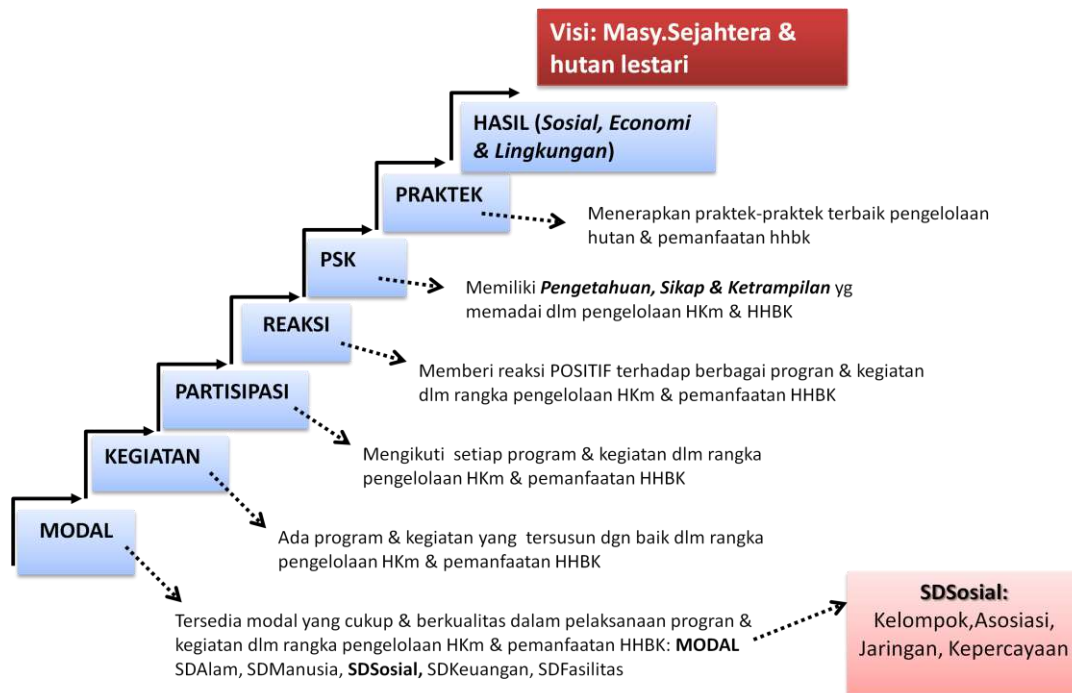 Visi: Masy.Sejahtera &
hutan lestari
HASIL (Sosial, Economi
& Lingkungan)
PRAKTEK
Menerapkan praktek-praktek terbaik pengelolaan
hutan & pemanfaatan hhbk
PSK
Memiliki Pengetahuan, Sikap & Ketrampilan yg
memadai dlm pengelolaan HKm & HHBK
REAKSI
Memberi reaksi POSITIF terhadap berbagai progran & kegiatan
dlm rangka pengelolaan HKm & pemanfaatan HHBK
PARTISIPASI
Mengikuti setiap program & kegiatan dlm rangka
pengelolaan HKm & pemanfaatan HHBK
KEGIATAN
Ada program & kegiatan yang tersusun dgn baik dlm rangka
pengelolaan HKm & pemanfaatan HHBK
MODAL
Tersedia modal yang cukup & berkualitas dalam pelaksanaan progran &
kegiatan dlm rangka pengelolaan HKm & pemanfaatan HHBK: MODAL
SDAlam, SDManusia, SDSosial, SDKeuangan, SDFasilitas
SDSosial:
Kelompok,Asosiasi,
Jaringan, Kepercayaan